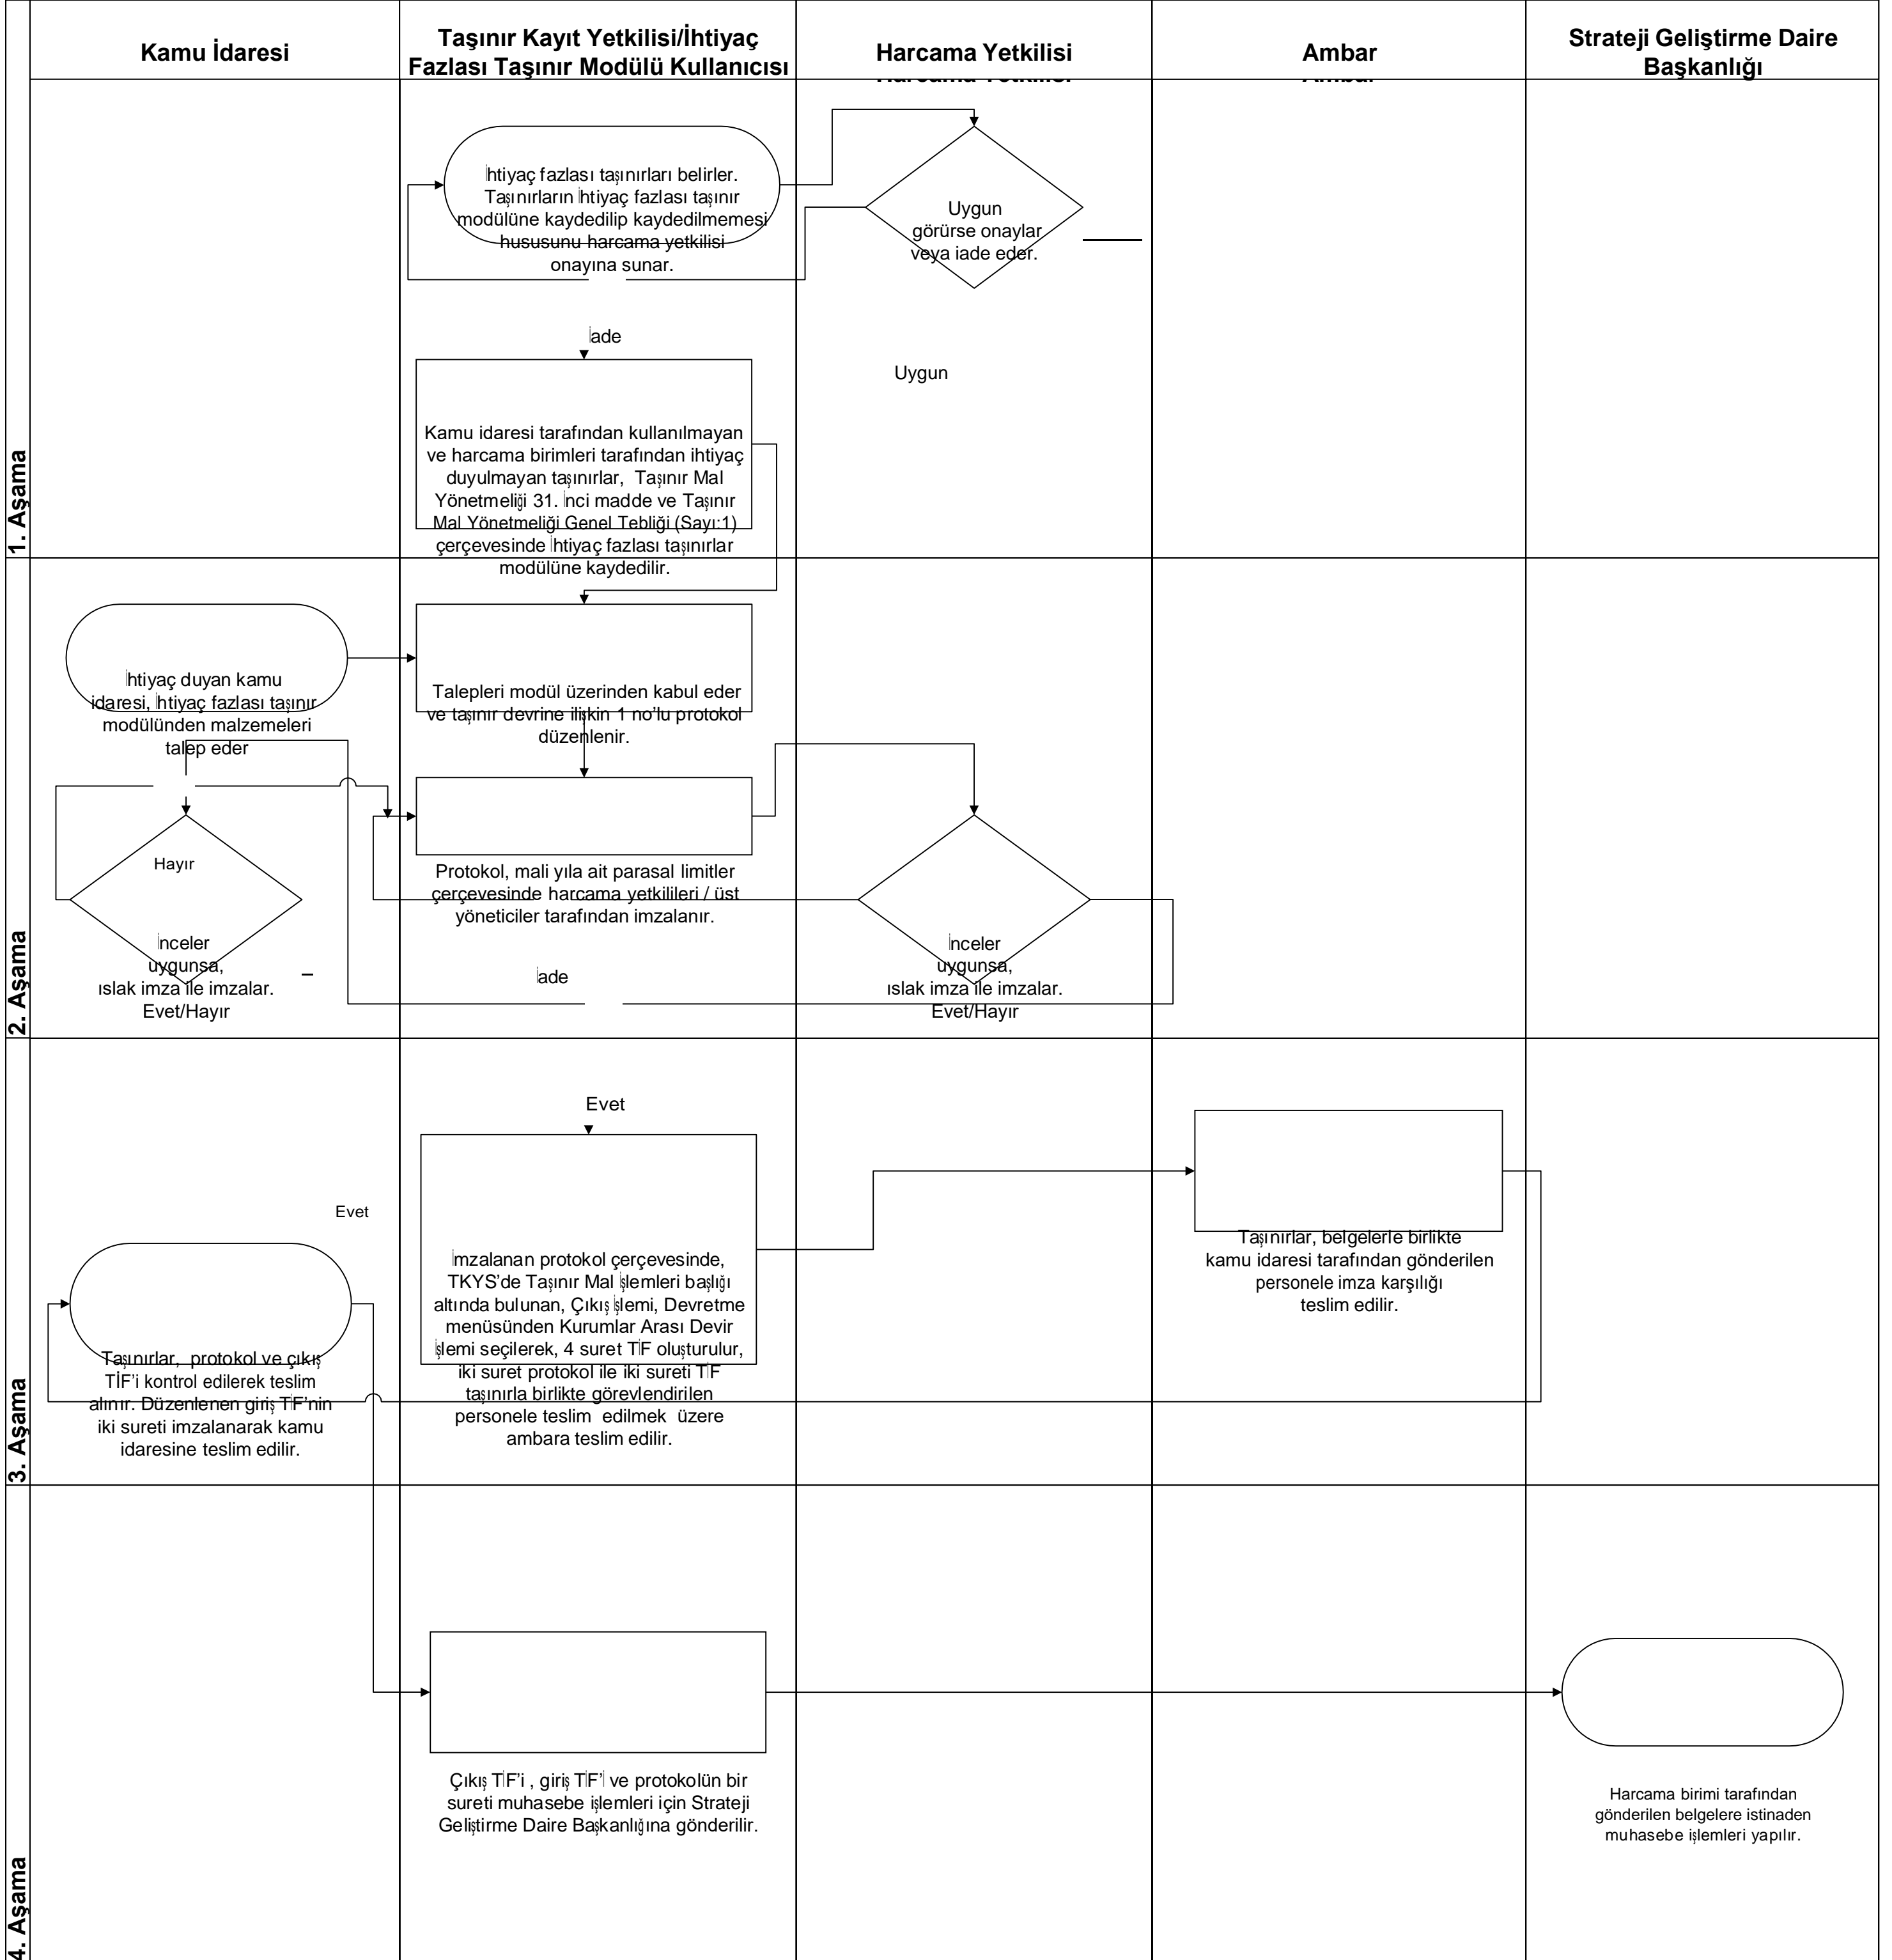 Kamu İdaresi
Taşınır Kayıt Yetkilisi/İhtiyaç
Fazlası Taşınır Modülü Kullanıcısı
Harcama Yetkilisi
Ambar
Strateji Geliştirme Daire
Başkanlığı
1. Aşama
İhtiyaç fazlası taşınırları belirler.
Taşınırların İhtiyaç fazlası taşınır
modülüne kaydedilip kaydedilmemesi
hususunu harcama yetkilisi
onayına sunar.
Uygun
görürse onaylar
veya iade eder.
İade
Uygun
Kamu idaresi tarafından kullanılmayan
ve harcama birimleri tarafından ihtiyaç
duyulmayan taşınırlar, Taşınır Mal
Yönetmeliği 31. İnci madde ve Taşınır
Mal Yönetmeliği Genel Tebliği (Sayı:1)
çerçevesinde İhtiyaç fazlası taşınırlar
modülüne kaydedilir.
2. Aşama
İhtiyaç duyan kamu
idaresi, İhtiyaç fazlası taşınır
modülünden malzemeleri
talep eder
Talepleri modül üzerinden kabul eder
ve taşınır devrine ilişkin 1 no’lu protokol
düzenlenir.
Hayır
Protokol, mali yıla ait parasal limitler
çerçevesinde harcama yetkilileri / üst
yöneticiler tarafından imzalanır.
İnceler
uygunsa,
ıslak imza ile imzalar.
Evet/Hayır
İade
İnceler
uygunsa,
ıslak imza ile imzalar.
Evet/Hayır
3. Aşama
Evet
Evet
İmzalanan protokol çerçevesinde,
TKYS’de Taşınır Mal İşlemleri başlığı
altında bulunan, Çıkış İşlemi, Devretme
menüsünden Kurumlar Arası Devir
İşlemi seçilerek, 4 suret TİF oluşturulur,
iki suret protokol ile iki sureti TİF
taşınırla birlikte görevlendirilen
personele teslim edilmek üzere
ambara teslim edilir.
Taşınırlar, belgelerle birlikte
kamu idaresi tarafından gönderilen
personele imza karşılığı
teslim edilir.
Taşınırlar, protokol ve çıkış
TİF’i kontrol edilerek teslim
alınır. Düzenlenen giriş TİF’nin
iki sureti imzalanarak kamu
idaresine teslim edilir.
4. Aşama
Çıkış TİF’i , giriş TİF’İ ve protokolün bir
sureti muhasebe işlemleri için Strateji
Geliştirme Daire Başkanlığına gönderilir.
Harcama birimi tarafından
gönderilen belgelere istinaden
muhasebe işlemleri yapılır.